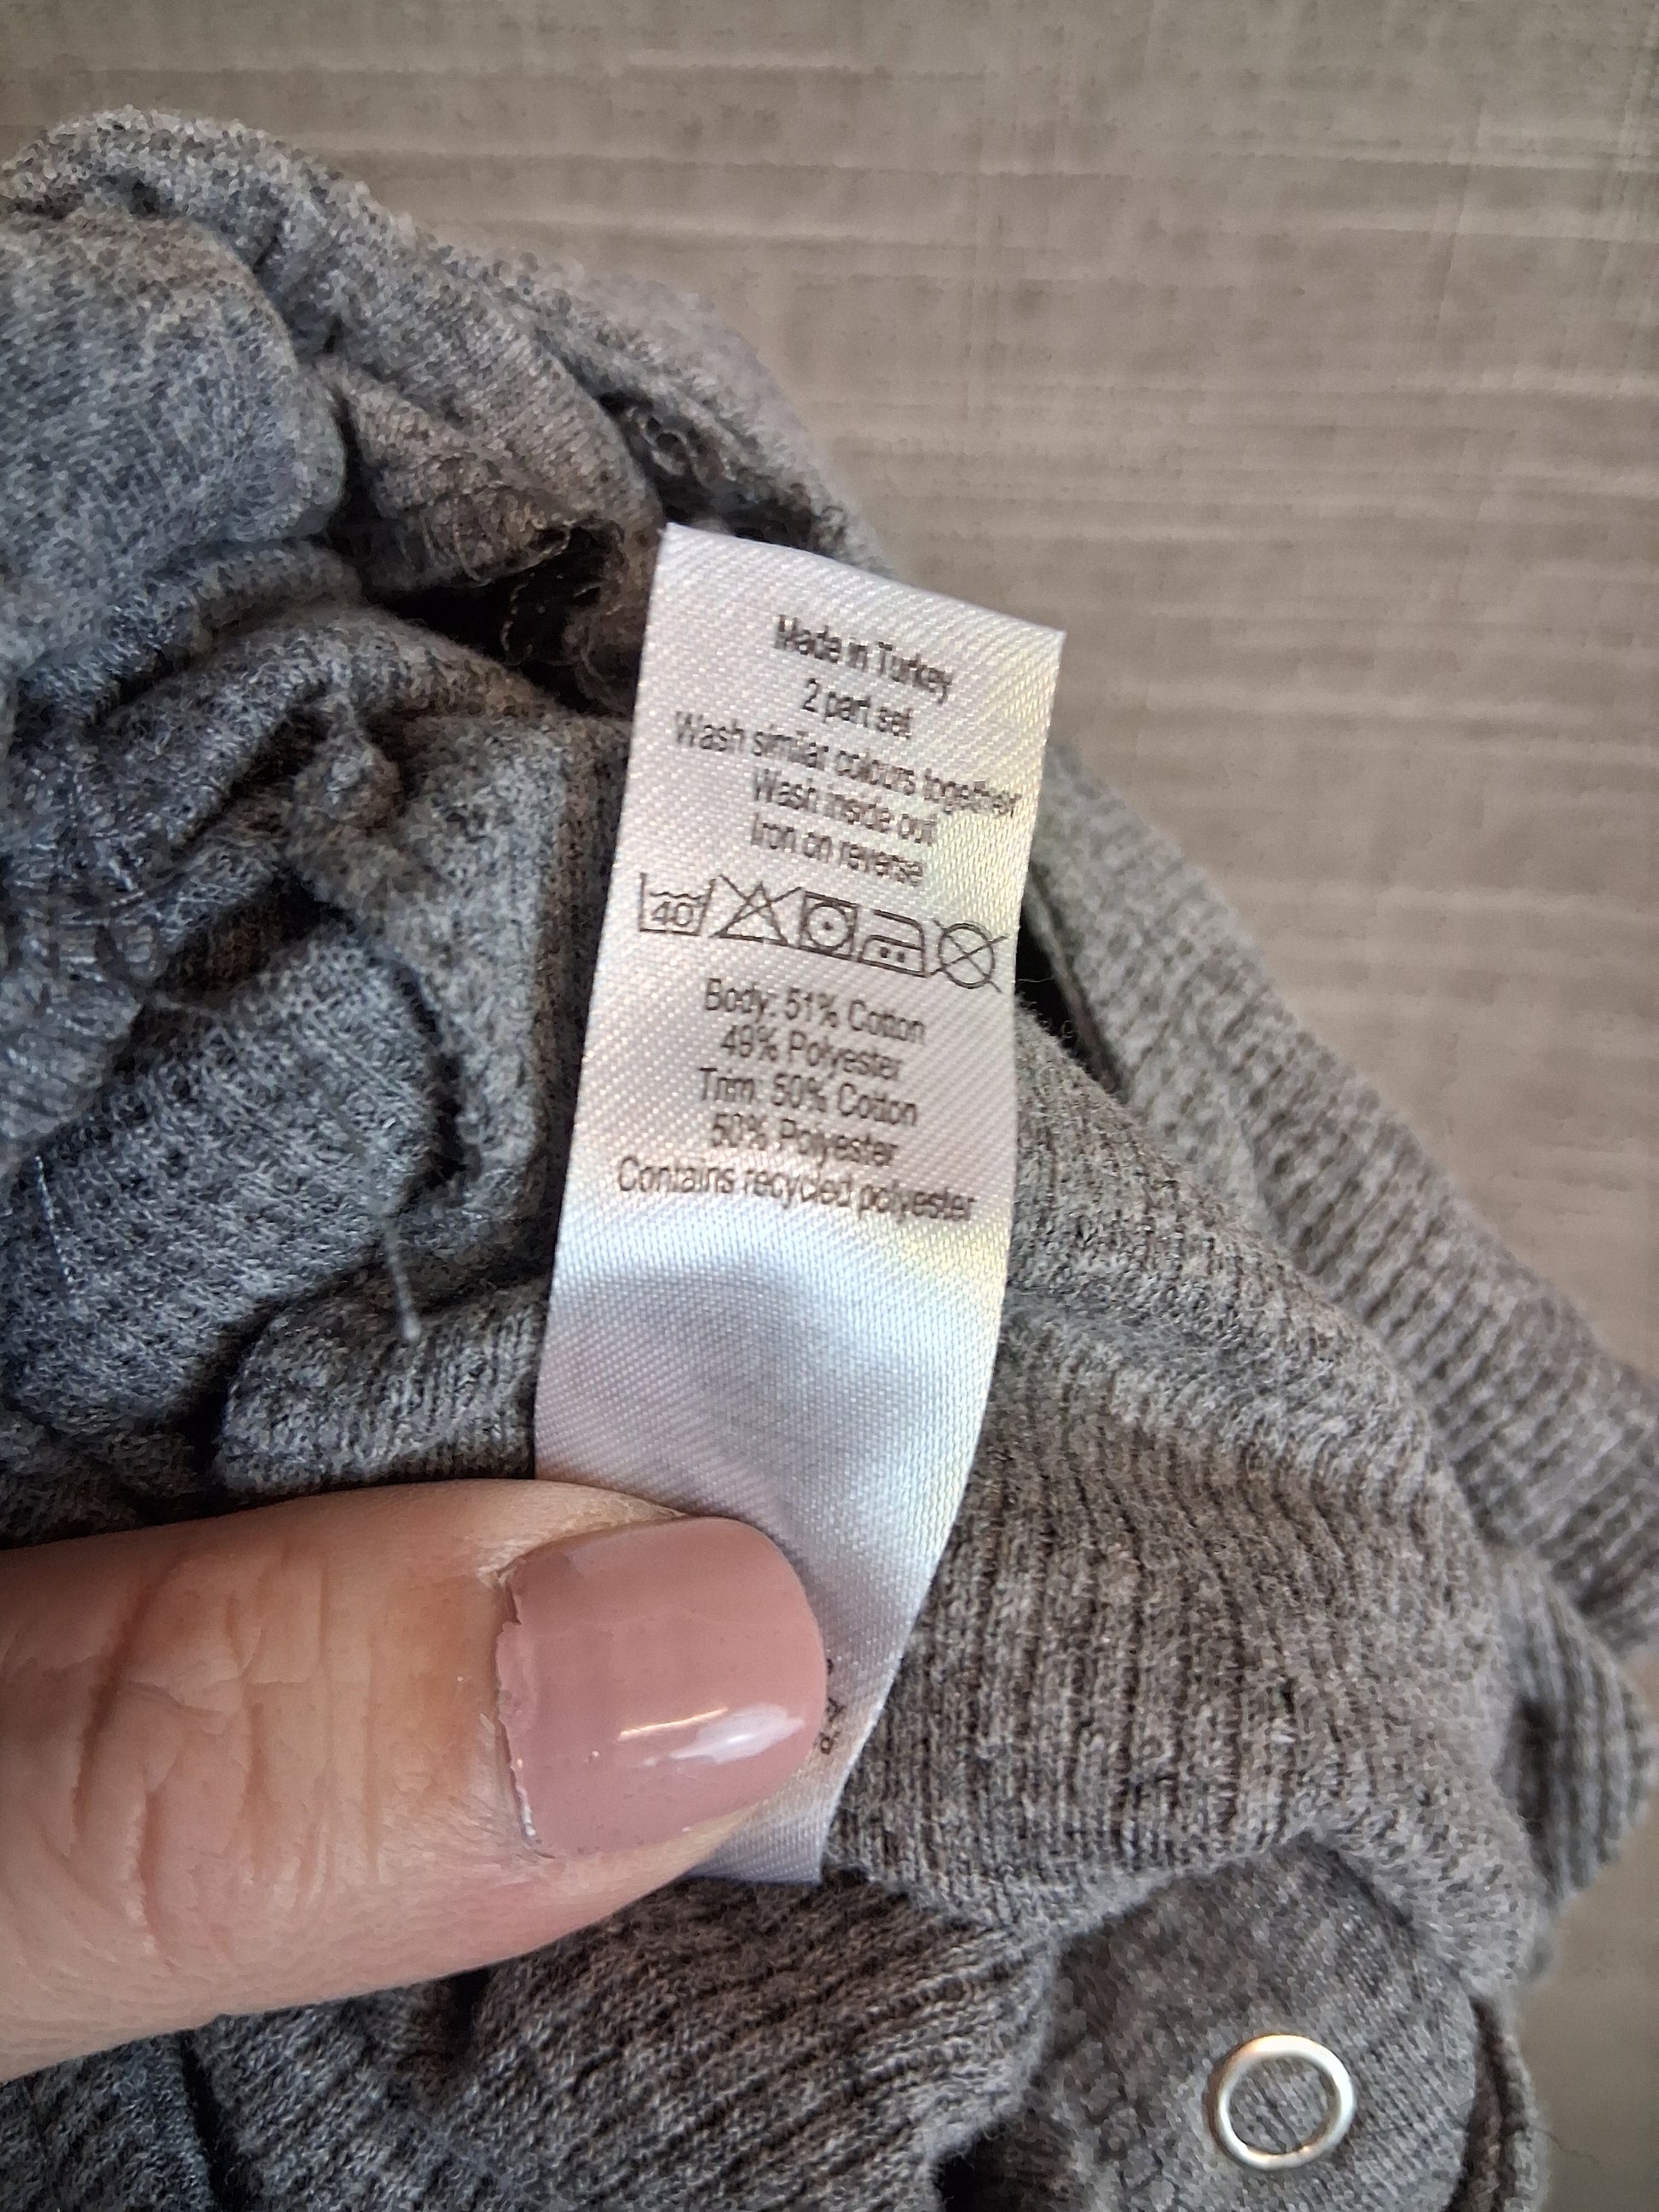 Made in Turkey
2 part set
Wash similar colours together
Wash inside out
Iron on reverse
40
Body: 51% Cotton
49% Polyester
Trim: 50% Cotton
50% Polyester
Contains recycled polyester